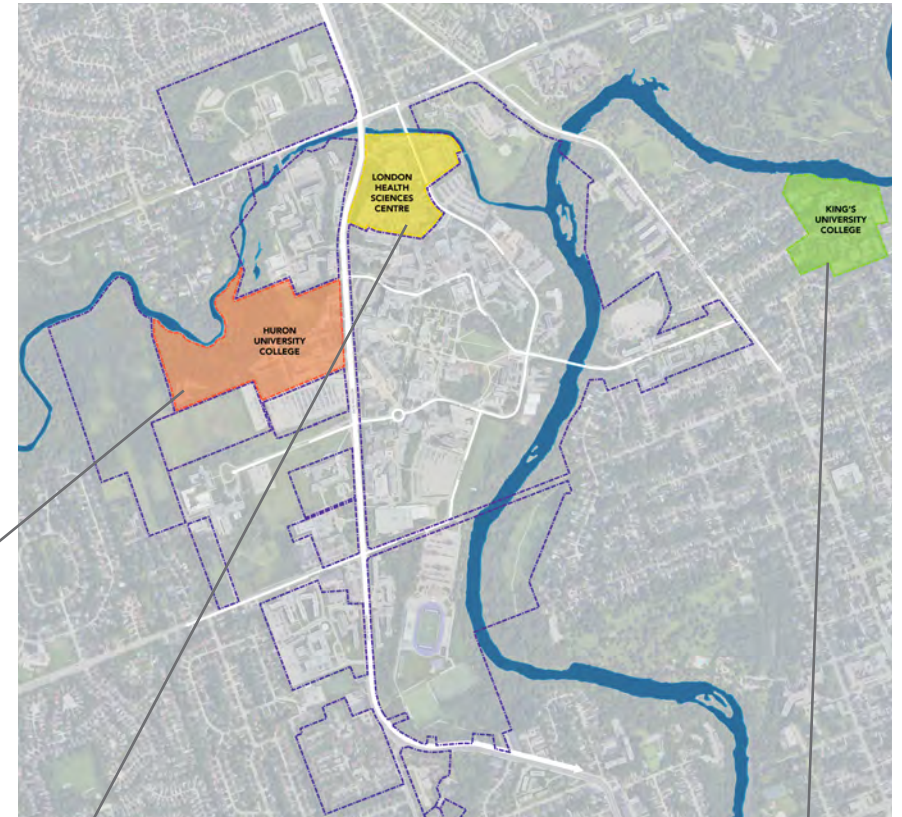 LONDON
HEALTH
SCIENCES
CENTRE
KING'S
UNIVERSITY
COLLEGE
HURON
UNIVERSITY
COLLEGE